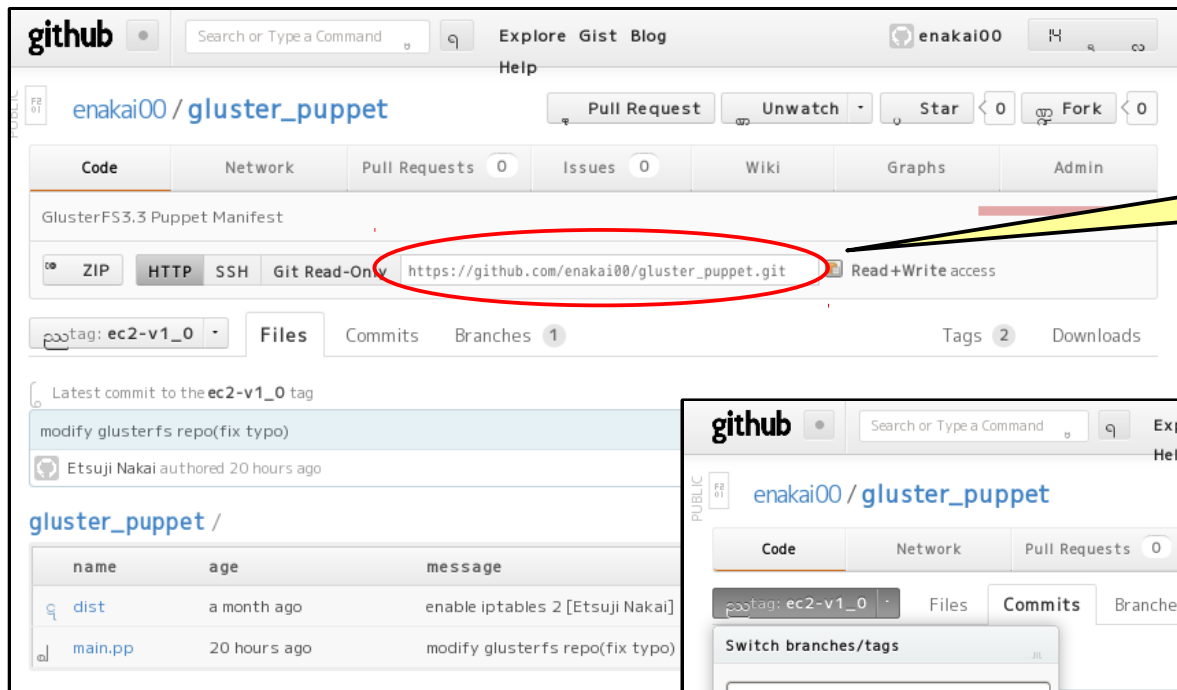 github Search or Type a Command Explore Gist Blog enakai00
Help
PUBLIC
enakai00 / gluster_puppet Pull Request Unwatch Star 0 Fork 0
Code Network Pull Requests 0 Issues 0 Wiki Graphs Admin
GlusterFS3.3 Puppet Manifest
ZIP HTTP SSH Git Read-Only https://github.com/enakai00/gluster_puppet.git Read+Write access
tag: ec2-v1_0 Files Commits Branches 1 Tags 2 Downloads
Latest commit to the ec2-v1_0 tag
modify glusterfs repo(fix typo)
Etsuji Nakai authored 20 hours ago
gluster_puppet /
name age message
dist a month ago enable iptables 2 [Etsuji Nakai]
main.pp 20 hours ago modify glusterfs repo(fix typo)
github Search or Type a Command Exp
Hel
PUBLIC
enakai00 / gluster_puppet
Code Network Pull Requests 0
tag: ec2-v1_0 Files Commits Branche
Switch branches/tags